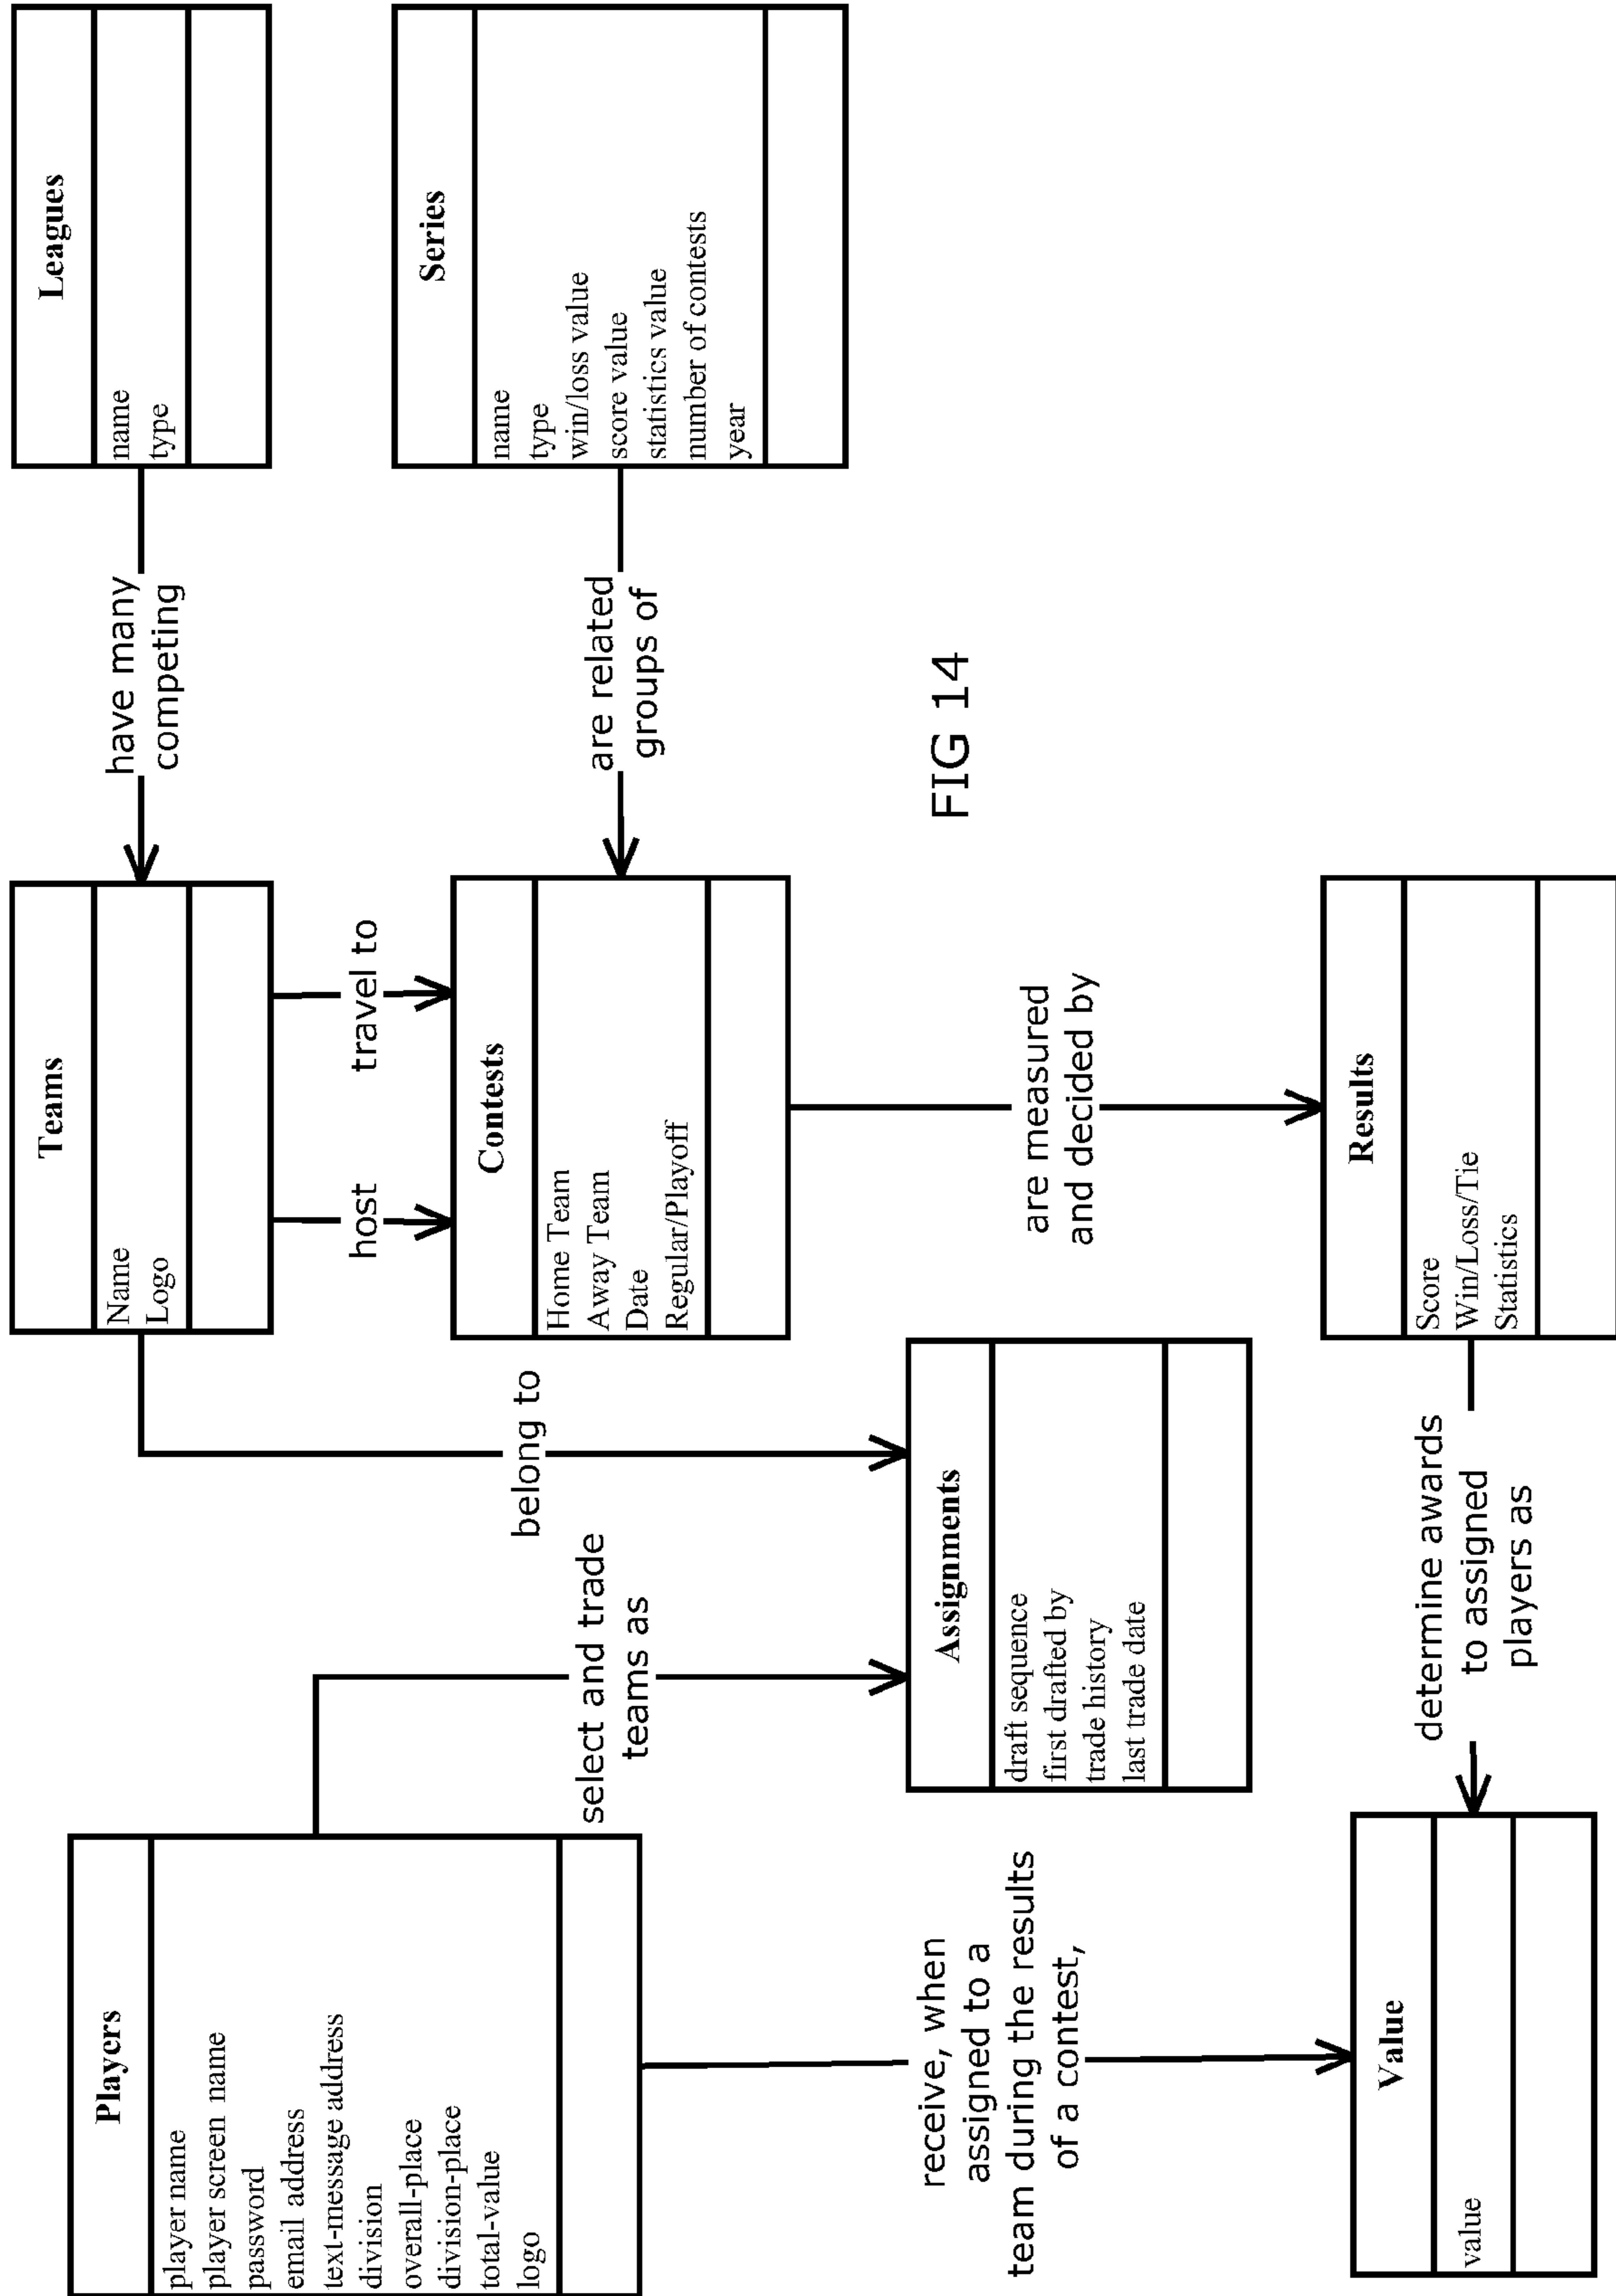 Players
player name
player screen name
password
email address
text-message address
division
overall-place
division-place
total-value
logo
Teams
Name
Logo
have many
competing
Leagues
name
type
host
travel to
belong to
select and trade
teams as
Contests
Home Team
Away Team
Date
Regular/Playoff
are related
groups of
Series
name
type
win/loss value
score value
statistics value
number of contests
year
Assignments
draft sequence
first drafted by
trade history
last trade date
receive, when
assigned to a
team during the results
of a contest,
are measured
and decided by
Value
value
determine awards
to assigned
players as
Results
Score
Win/Loss/Tie
Statistics
FIG 14